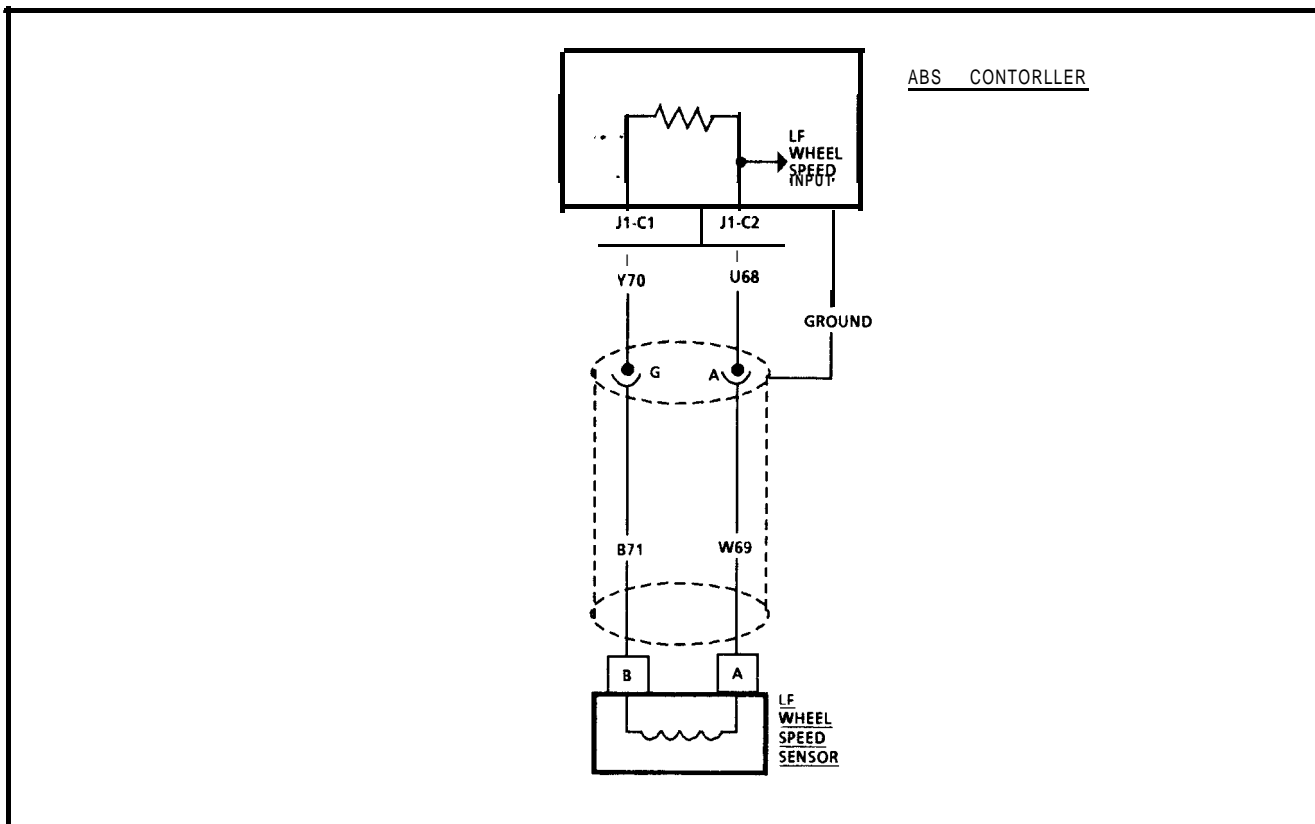 ABS CONTORLLER
LF
WHEEL
SPEED
INPUT
J1-C1 J1-C2
Y70 U68
GROUND
G A
B71 W69
B A
LF
WHEEL
SPEED
SENSOR